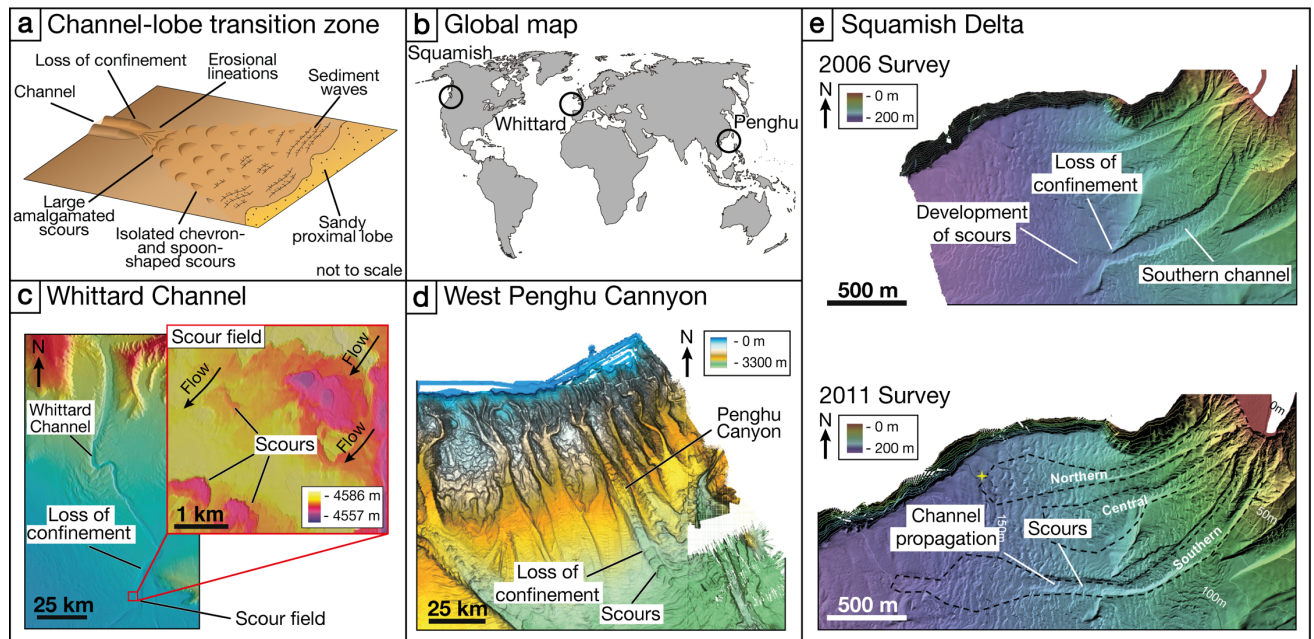 a Channel-lobe transition zone
Loss of confinement
Erosional
lineations
Sediment
waves
Channel
Large
amalgamated
scours
Isolated chevron-
and spoon-
shaped scours
Sandy
proximal lobe
not to scale
b Global map
Squamish
Whittard
Penghu
c Whittard Channel
N
Whittard
Channel
Loss of
confinement
25 km
Scour field
Scour field
Flow
Flow
Flow
Scours
1 km
- 4586 m
- 4557 m
d West Penghu Cannyon
N
- 0 m
- 3300 m
Penghu
Canyon
Loss of
confinement
Scours
25 km
e Squamish Delta
2006 Survey
N
- 0 m
- 200 m
Loss of
confinement
Development
of scours
Southern channel
500 m
2011 Survey
N
- 0 m
- 200 m
Northern
Central
Southern
Channel
propagation
Scours
150m
50m
100m
500 m